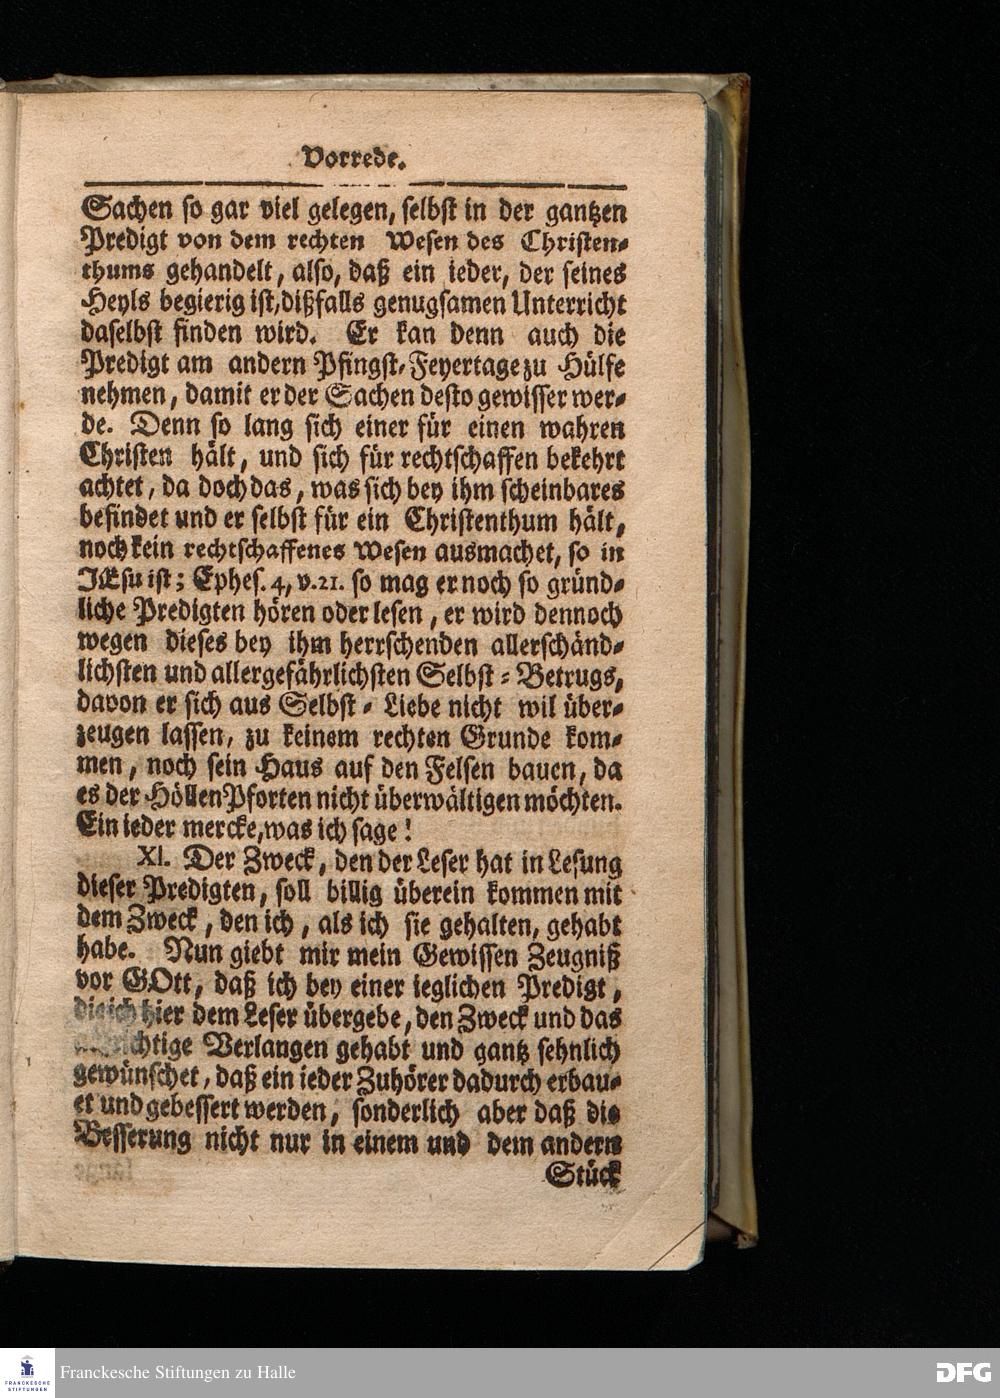 Vorrede.
Sachen so gar viel gelegen, selbst in der gantzen
Predigt von dem rechten Wesen des Christen-
thums gehandelt, also, daß ein ieder, der seines
Heyls begierig ist, dißfalls genugsamen Unterricht
daselbst finden wird. Er kan denn auch die
Predigt am andern Pfingst-Feyertage zu Hülfe
nehmen, damit er der Sachen desto gewisser wer-
de. Denn so lang sich einer für einen wahren
Christen hält, und sich für rechtschaffen bekehrt
achtet, da doch das, was sich bey ihm scheinbares
befindet und er selbst für ein Christenthum hält,
noch kein rechtschaffenes Wesen ausmachet, so in
JEsu ist; Ephes. 4, v. 21. so mag er noch so gründ-
liche Predigten hören oder lesen, er wird dennoch
wegen dieses bey ihm herrschenden allerschänd-
lichsten und allergefährlichsten Selbst-Betrugs,
davon er sich aus Selbst-Liebe nicht wil über-
zeugen lassen, zu keinem rechten Grunde kom-
men, noch sein Haus auf den Felsen bauen, da
es der Höllen Pforten nicht überwältigen möchten.
Ein ieder mercke, was ich sage!
XI. Der Zweck, den der Leser hat in Lesung
dieser Predigten, soll billig überein kommen mit
dem Zweck, den ich, als ich sie gehalten, gehabt
habe. Nun giebt mir mein Gewissen Zeugniß
vor GOtt, daß ich bey einer ieglichen Predigt,
die ich hier dem Leser übergebe, den Zweck und das
Verlangen gehabt und gantz sehnlich
gewünschet, daß ein ieder Zuhörer dadurch erbau-
et und gebessert werden, sonderlich aber daß die
Besserung nicht nur in einem und dem andern
Stück
Franckesche Stiftungen zu Halle
FRANCKESCHE STIFTUNGEN
DFG